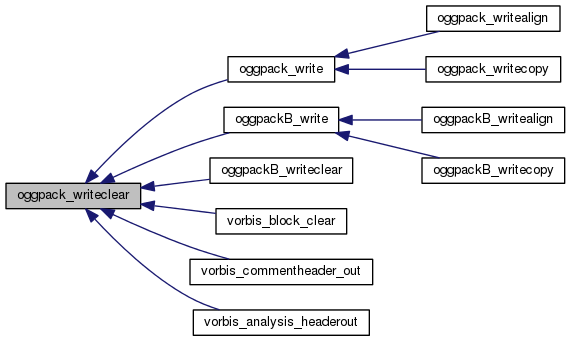 oggpack_writealign
oggpack_write
oggpack_writecopy
oggpackB_write
oggpackB_writealign
oggpackB_writeclear
oggpackB_writecopy
oggpack_writeclear
vorbis_block_clear
vorbis_commentheader_out
vorbis_analysis_headerout